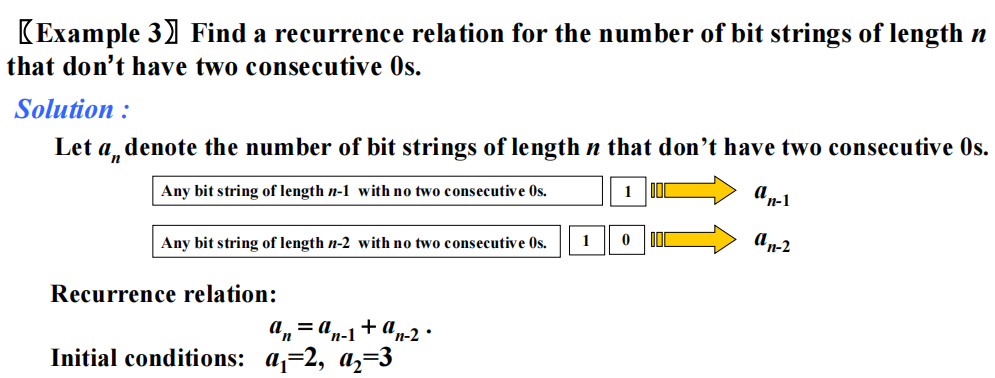 〖Example 3〗 Find a recurrence relation for the number of bit strings of length n
that don't have two consecutive 0s.
Solution :
Let aₙ denote the number of bit strings of length n that don't have two consecutive 0s.
Any bit string of length n-1 with no two consecutive 0s. 1 aₙ₋₁
Any bit string of length n-2 with no two consecutive 0s. 1 0 aₙ₋₂
Recurrence relation:
aₙ = aₙ₋₁ + aₙ₋₂ .
Initial conditions: a₁=2, a₂=3